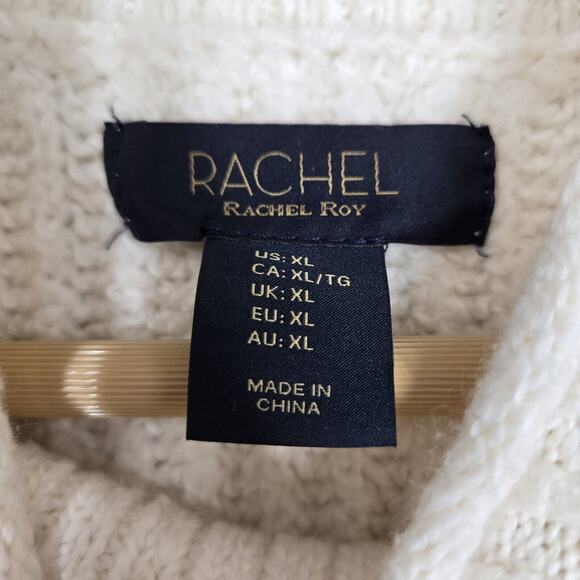 RACHEL
RACHEL ROY
US: XL
CA: XL/TG
UK: XL
EU: XL
AU: XL
MADE IN
CHINA